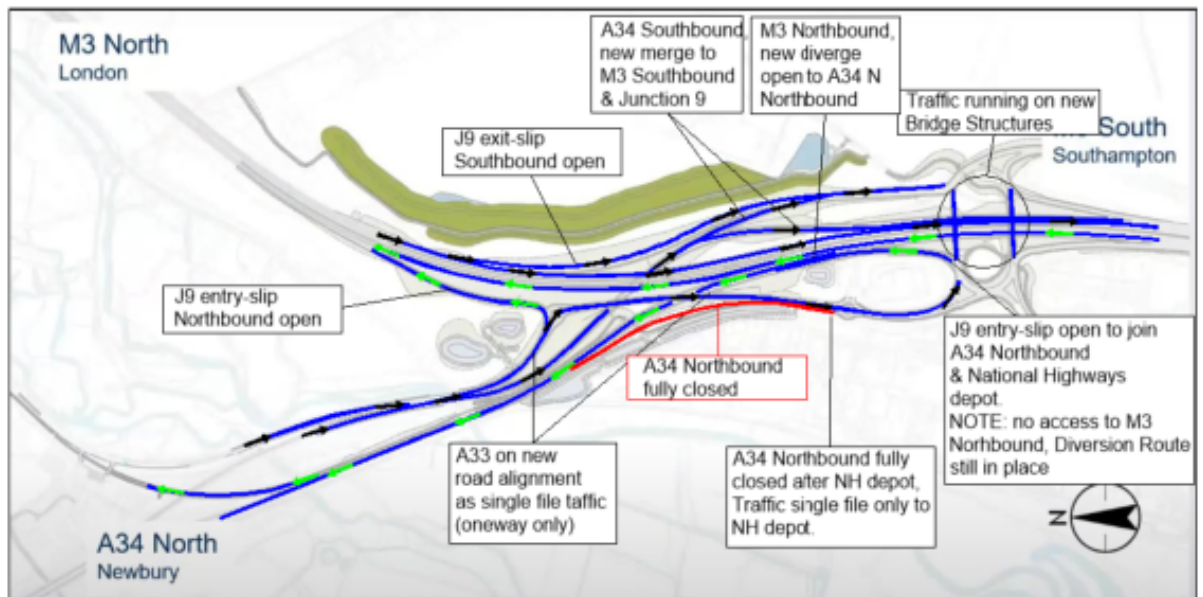 M3 North
London
A34 Southbound,
new merge to
M3 Southbound
& Junction 9
M3 Northbound,
new diverge
open to A34 N
Northbound
Traffic running on new
Bridge Structures
South
Southampton
J9 exit-slip
Southbound open
J9 entry-slip
Northbound open
A34 Northbound
fully closed
J9 entry-slip open to join
A34 Northbound
& National Highways
depot.
NOTE: no access to M3
Norhbound, Diversion Route
still in place
A33 on new
road alignment
as single file taffic
(oneway only)
A34 Northbound fully
closed after NH depot,
Traffic single file only to
NH depot.
N
A34 North
Newbury